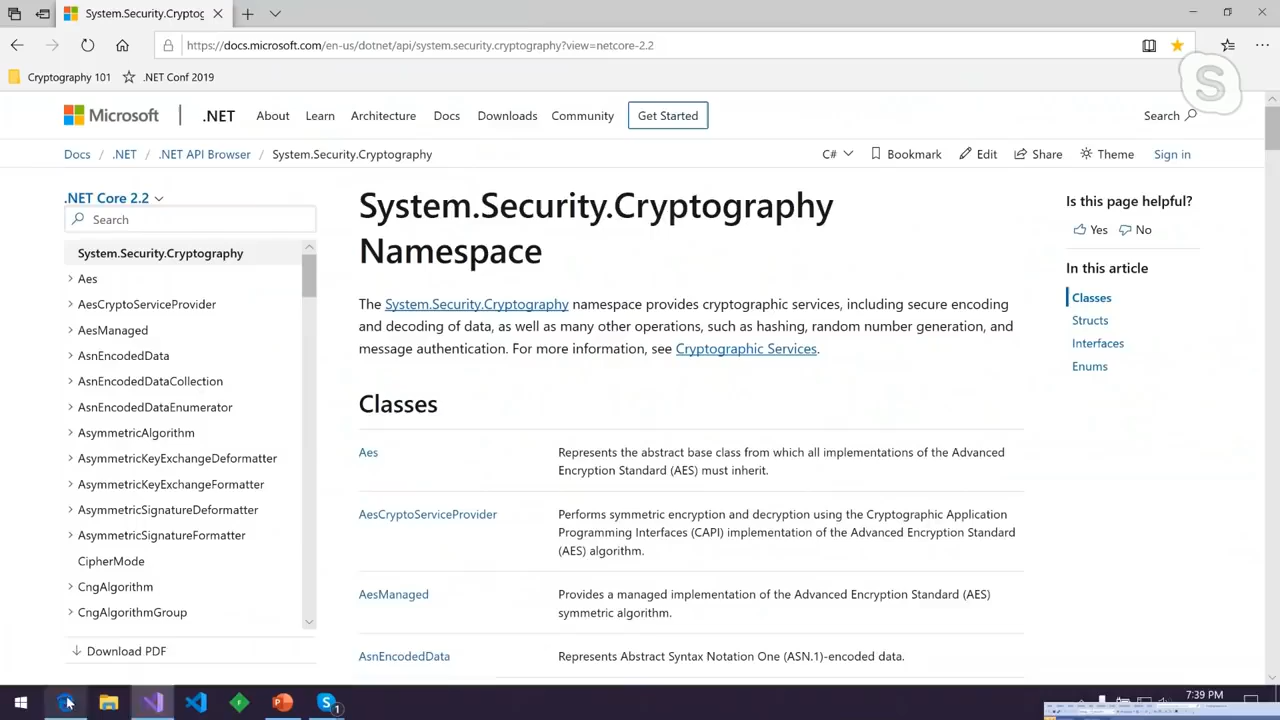 System.Security.Cryptog
https://docs.microsoft.com/en-us/dotnet/api/system.security.cryptography?view=netcore-2.2
Cryptography 101 .NET Conf 2019
S
Microsoft .NET About Learn Architecture Docs Downloads Community Get Started Search
Docs / .NET / .NET API Browser / System.Security.Cryptography C# Bookmark Edit Share Theme Sign in
.NET Core 2.2
Search
System.Security.Cryptography
Aes
AesCryptoServiceProvider
AesManaged
AsnEncodedData
AsnEncodedDataCollection
AsnEncodedDataEnumerator
AsymmetricAlgorithm
AsymmetricKeyExchangeDeformatter
AsymmetricKeyExchangeFormatter
AsymmetricSignatureDeformatter
AsymmetricSignatureFormatter
CipherMode
CngAlgorithm
CngAlgorithmGroup
Download PDF
System.Security.Cryptography
Namespace
The System.Security.Cryptography namespace provides cryptographic services, including secure encoding
and decoding of data, as well as many other operations, such as hashing, random number generation, and
message authentication. For more information, see Cryptographic Services.
Classes
Aes Represents the abstract base class from which all implementations of the Advanced
Encryption Standard (AES) must inherit.
AesCryptoServiceProvider Performs symmetric encryption and decryption using the Cryptographic Application
Programming Interfaces (CAPI) implementation of the Advanced Encryption Standard
(AES) algorithm.
AesManaged Provides a managed implementation of the Advanced Encryption Standard (AES)
symmetric algorithm.
AsnEncodedData Represents Abstract Syntax Notation One (ASN.1)-encoded data.
Is this page helpful?
Yes No
In this article
Classes
Structs
Interfaces
Enums
1
7:39 PM